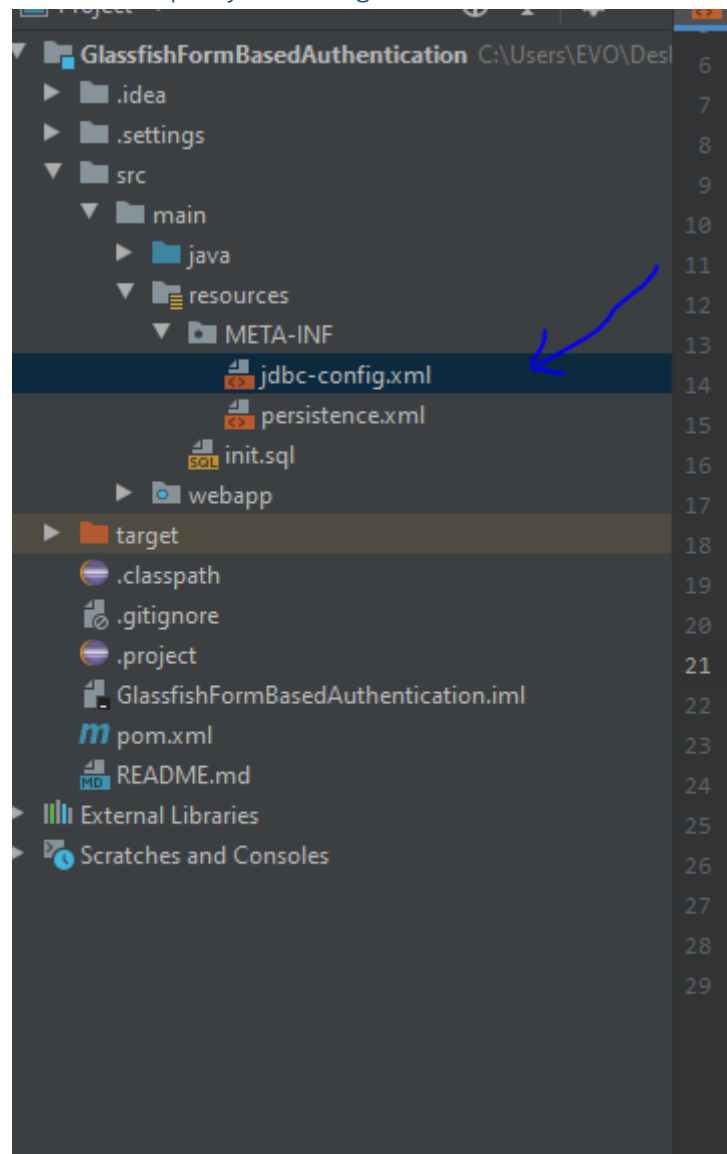 GlassfishFormBasedAuthentication C:\Users\EVO\Des
.idea
.settings
src
main
java
resources
META-INF
jdbc-config.xml
persistence.xml
init.sql
webapp
target
.classpath
.gitignore
.project
GlassfishFormBasedAuthentication.iml
pom.xml
README.md
External Libraries
Scratches and Consoles
6
7
8
9
10
11
12
13
14
15
16
17
18
19
20
21
22
23
24
25
26
27
28
29